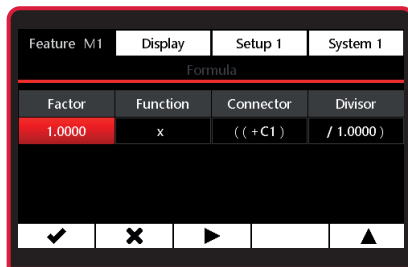 Feature M1 Display Setup 1 System 1
Formula
Factor Function Connector Divisor
1.0000 x ( ( + C1 ) / 1.0000 )